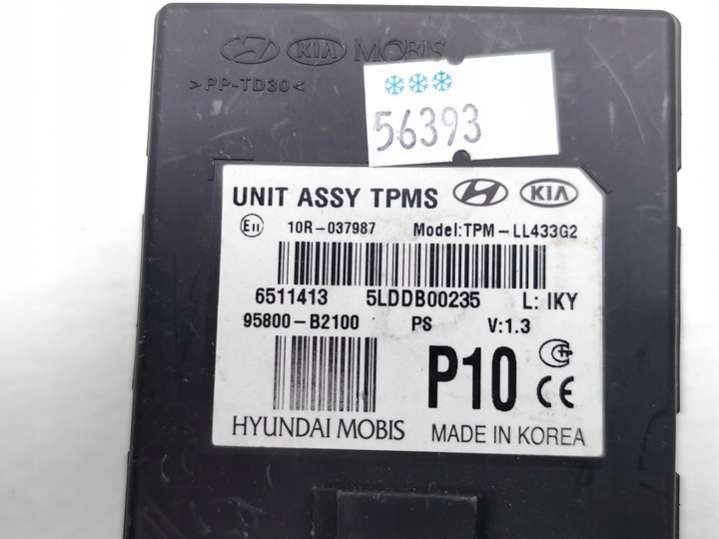 KIA MOBIS
>PP-TD30<
56393
UNIT ASSY TPMS KIA
E11 10R-037987 Model:TPM-LL433G2
6511413 5LDDB00235 L: IKY
95800-B2100 PS V:1.3
P10 CE
HYUNDAI MOBIS MADE IN KOREA